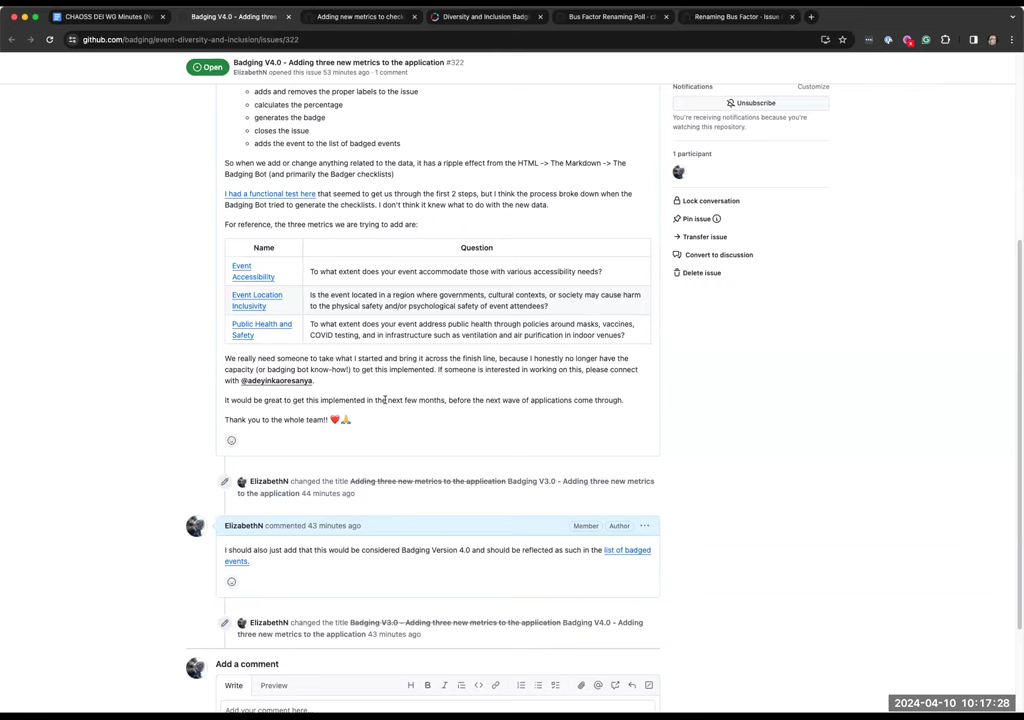 CHAOSS DEI WG Minutes (N
Badging V4.0 - Adding three
Adding new metrics to check
Diversity and Inclusion Badg
Bus Factor Renaming Poll - c
Renaming Bus Factor · Issue
github.com/badging/event-diversity-and-inclusion/issues/322
Open
Badging V4.0 - Adding three new metrics to the application #322
ElizabethN opened this issue 53 minutes ago · 1 comment
adds and removes the proper labels to the issue
calculates the percentage
generates the badge
closes the issue
adds the event to the list of badged events
So when we add or change anything related to the data, it has a ripple effect from the HTML -> The Markdown -> The
Badging Bot (and primarily the Badger checklists)
I had a functional test here that seemed to get us through the first 2 steps, but I think the process broke down when the
Badging Bot tried to generate the checklists. I don't think it knew what to do with the new data.
For reference, the three metrics we are trying to add are:
Name Question
Event
Accessibility
To what extent does your event accommodate those with various accessibility needs?
Event Location
Inclusivity
Is the event located in a region where governments, cultural contexts, or society may cause harm
to the physical safety and/or psychological safety of event attendees?
Public Health and
Safety
To what extent does your event address public health through policies around masks, vaccines,
COVID testing, and in infrastructure such as ventilation and air purification in indoor venues?
We really need someone to take what I started and bring it across the finish line, because I honestly no longer have the
capacity (or badging bot know-how!) to get this implemented. If someone is interested in working on this, please connect
with @adeyinkaoresanya.
It would be great to get this implemented in the next few months, before the next wave of applications come through.
Thank you to the whole team!! ❤️🙏
ElizabethN changed the title Adding three new metrics to the application Badging V3.0 - Adding three new metrics
to the application 44 minutes ago
ElizabethN commented 43 minutes ago
Member Author ···
I should also just add that this would be considered Badging Version 4.0 and should be reflected as such in the list of badged
events.
ElizabethN changed the title Badging V3.0 - Adding three new metrics to the application Badging V4.0 - Adding
three new metrics to the application 43 minutes ago
Add a comment
Write Preview
H B I
Add your comment here...
Notifications Customize
Unsubscribe
You're receiving notifications because you're
watching this repository.
1 participant
Lock conversation
Pin issue
Transfer issue
Convert to discussion
Delete issue
2024-04-10 10:17:28